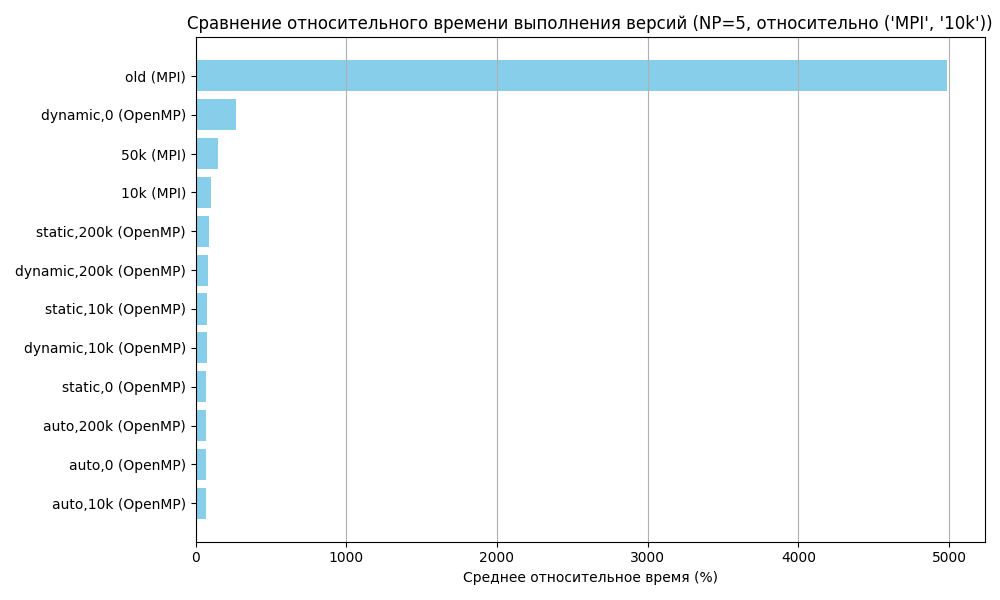 Сравнение относительного времени выполнения версий (NP=5, относительно ('MPI', '10k'))
old (MPI)
dynamic,0 (OpenMP)
50k (MPI)
10k (MPI)
static,200k (OpenMP)
dynamic,200k (OpenMP)
static,10k (OpenMP)
dynamic,10k (OpenMP)
static,0 (OpenMP)
auto,200k (OpenMP)
auto,0 (OpenMP)
auto,10k (OpenMP)
0 1000 2000 3000 4000 5000
Среднее относительное время (%)